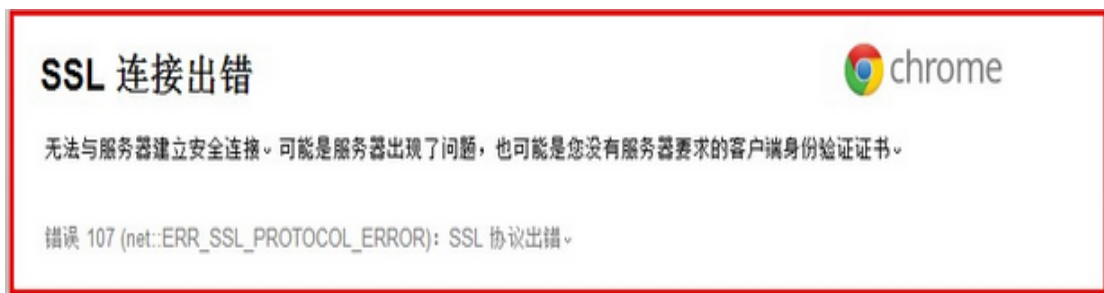 SSL 连接出错
chrome
无法与服务器建立安全连接。可能是服务器出现了问题，也可能是您没有服务器要求的客户端身份验证证书。
错误 107 (net::ERR_SSL_PROTOCOL_ERROR)：SSL 协议出错。